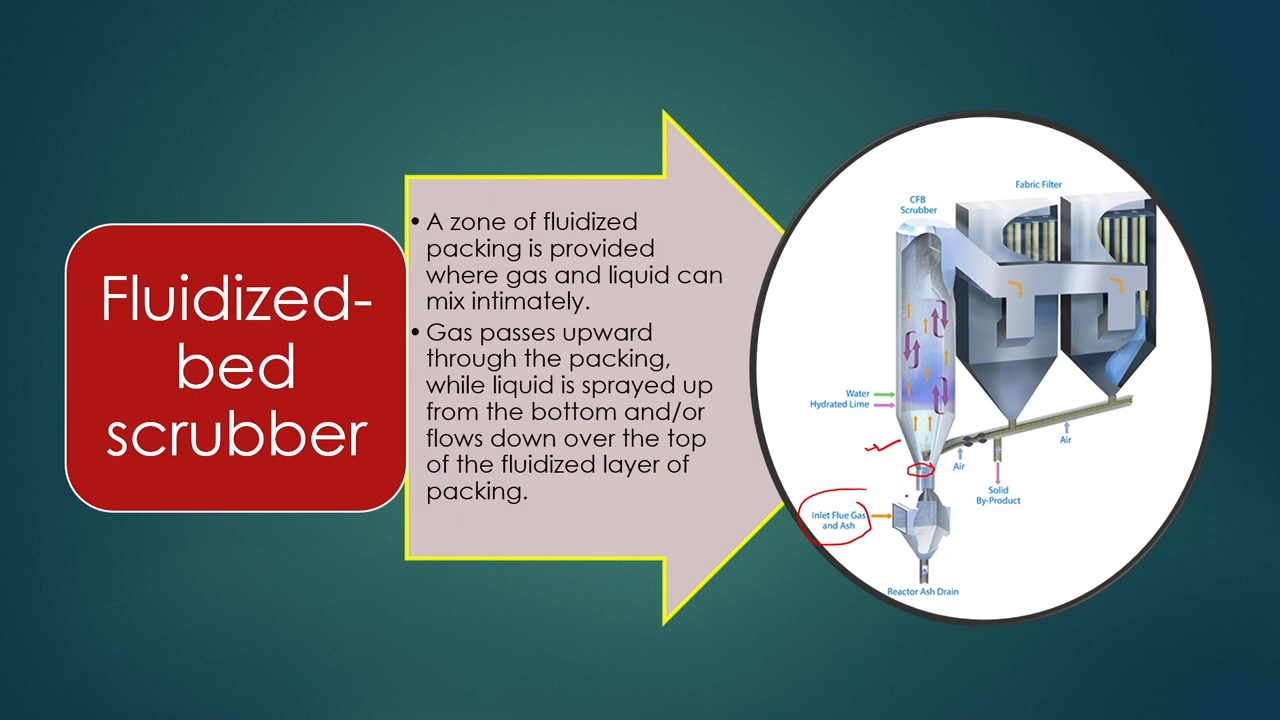 Fluidized-
bed
scrubber
• A zone of fluidized
packing is provided
where gas and liquid can
mix intimately.
• Gas passes upward
through the packing,
while liquid is sprayed up
from the bottom and/or
flows down over the top
of the fluidized layer of
packing.
Fabric Filter
CFB
Scrubber
Water
Hydrated Lime
Air
Air
Solid
By-Product
Inlet Flue Gas
and Ash
Reactor Ash Drain